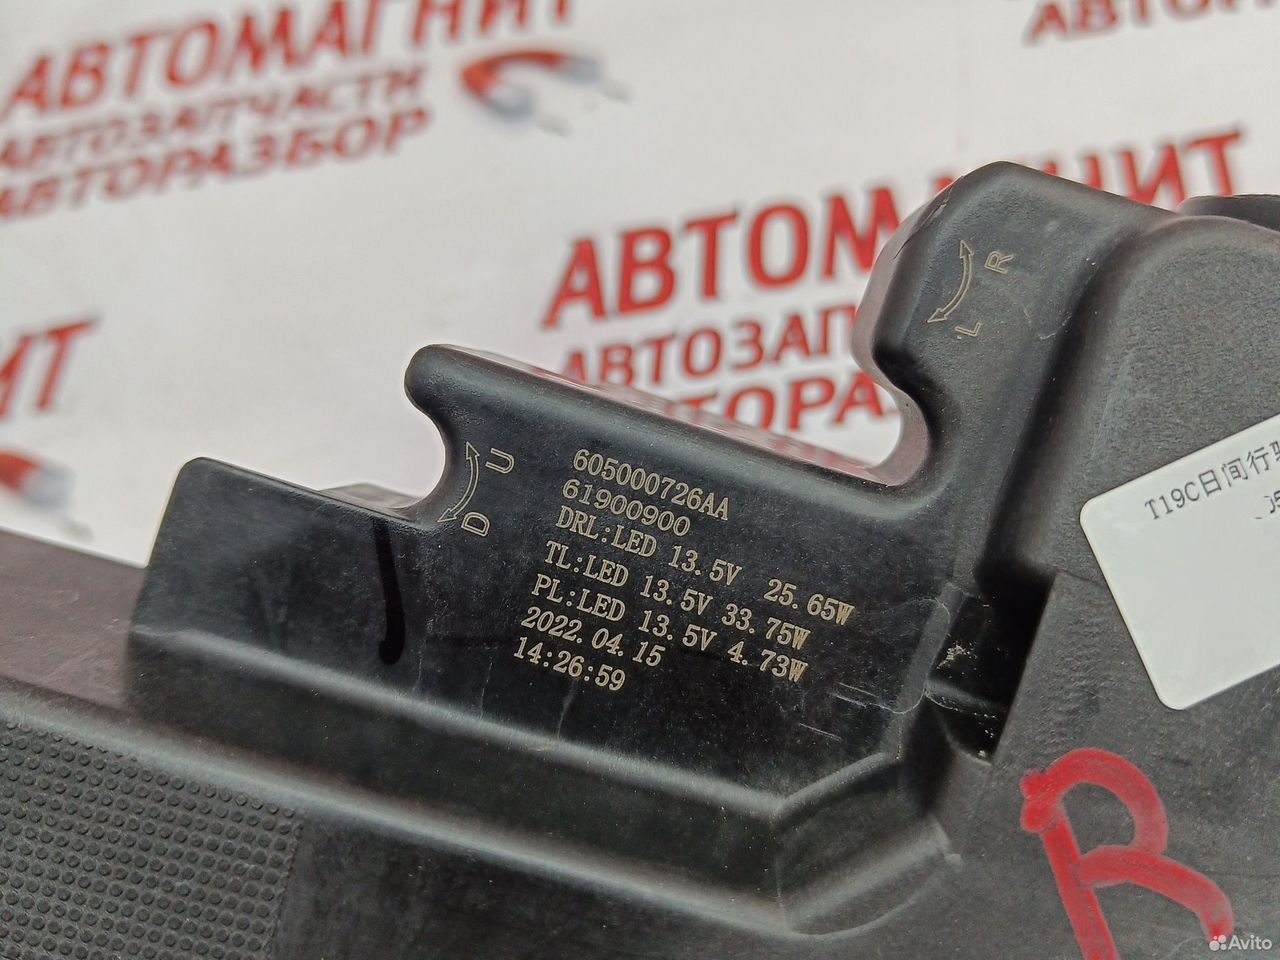 АВТОМАГНИТ
АВТОЗАПЧАСТИ
АВТОРАЗБОР
АВТОМАГНИТ
R
L
U
D
605000726AA
61900900
DRL:LED 13.5V 25.65W
TL:LED 13.5V 33.75W
PL:LED 13.5V 4.73W
2022.04.15
14:26:59
T19C日间行
R
Avito